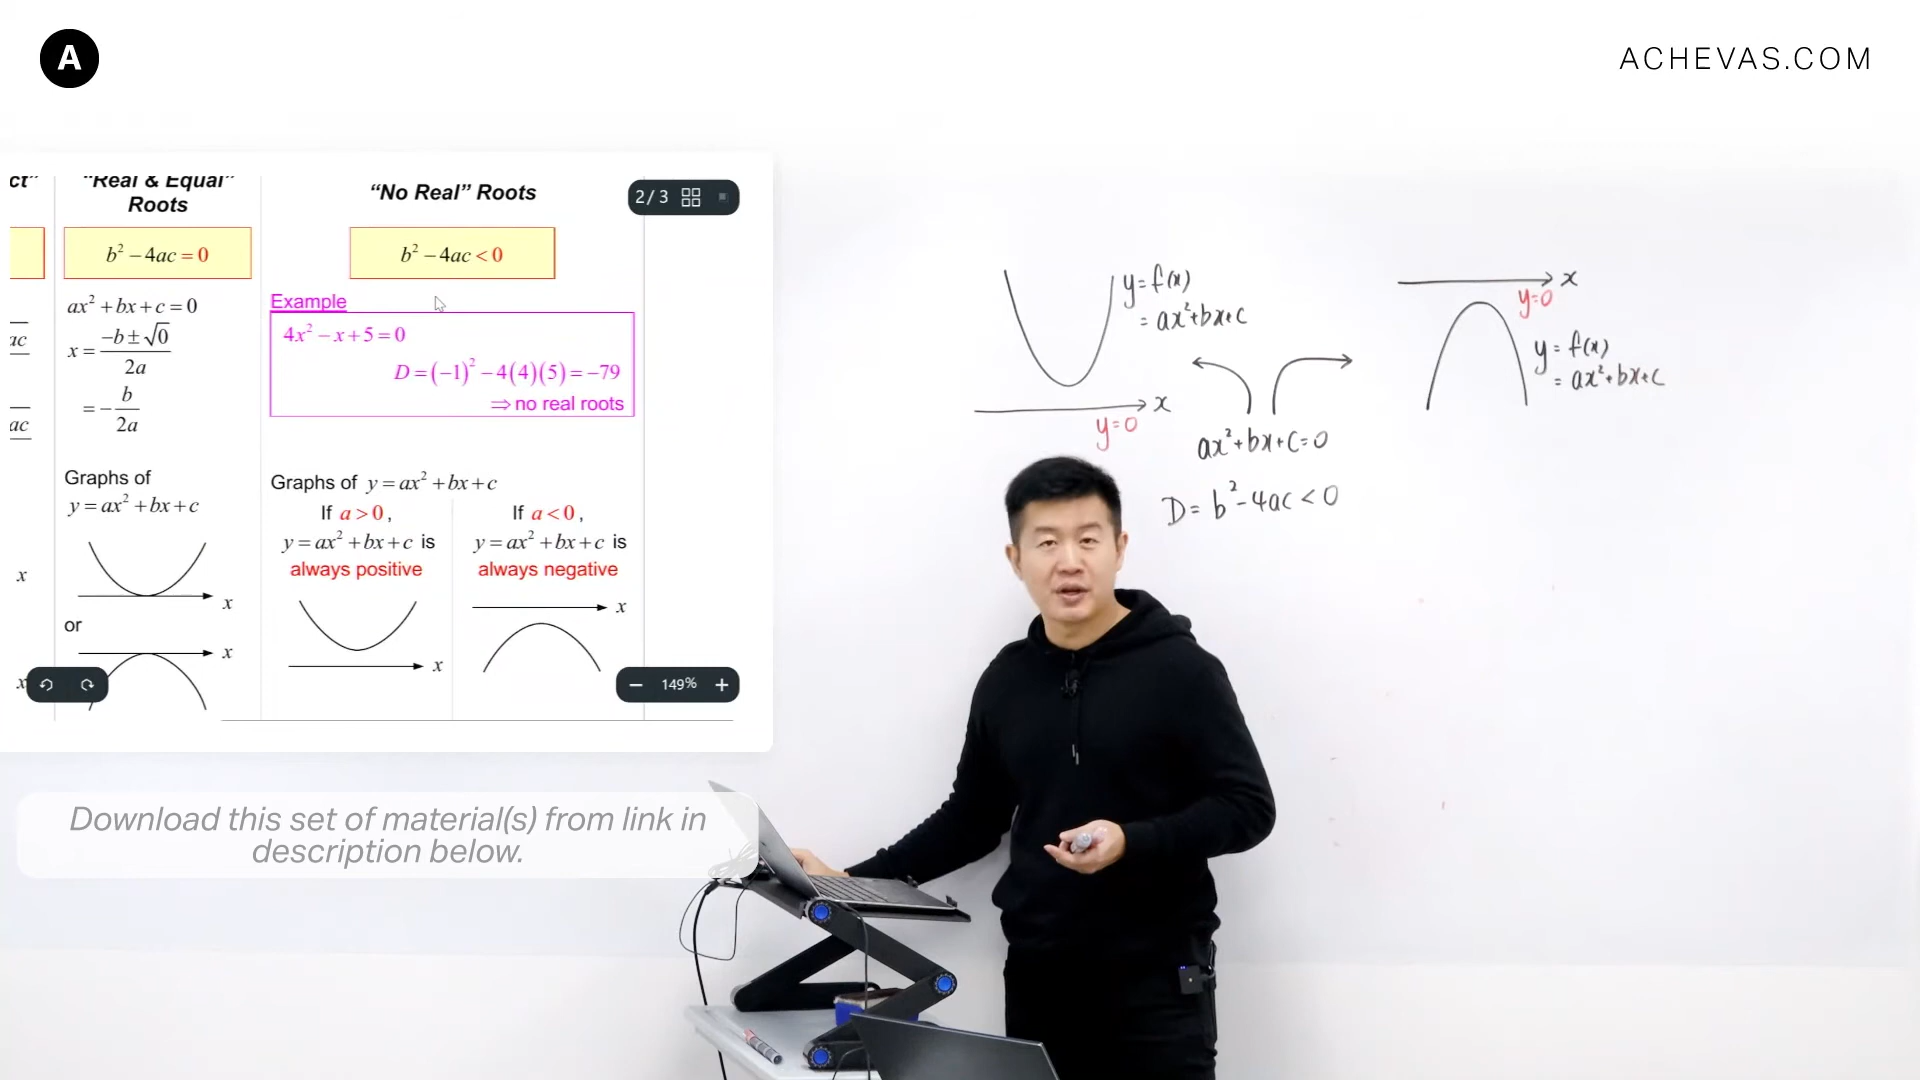 A
ACHEVAS.COM
ct”
“Real & Equal”
Roots
“No Real” Roots
2/3
b² − 4ac = 0
b² − 4ac < 0
ax² + bx + c = 0
x = (−b ± √0) / 2a
= − b / 2a
ac
ac
Example
4x² − x + 5 = 0
D = (−1)² − 4(4)(5) = −79
⇒ no real roots
Graphs of
y = ax² + bx + c
x
or
x
x
x
Graphs of y = ax² + bx + c
If a > 0,
y = ax² + bx + c is
always positive
x
If a < 0,
y = ax² + bx + c is
always negative
x
149%
Download this set of material(s) from link in
description below.
y = f(x)
= ax² + bx + c
x
y = 0
ax² + bx + c = 0
D = b² − 4ac < 0
x
y = 0
y = f(x)
= ax² + bx + c